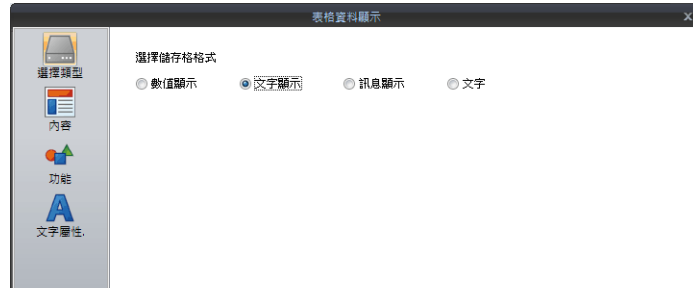 表格資料顯示
x
選擇類型
內容
功能
文字屬性.
選擇儲存格格式
數值顯示 文字顯示 訊息顯示 文字